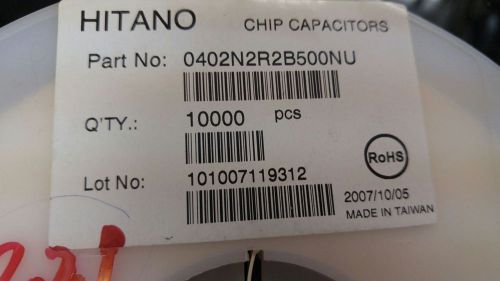 HITANO CHIP CAPACITORS
Part No: 0402N2R2B500NU
Q'TY.: 10000 pcs
Lot No: 101007119312
RoHS
2007/10/05
MADE IN TAIWAN